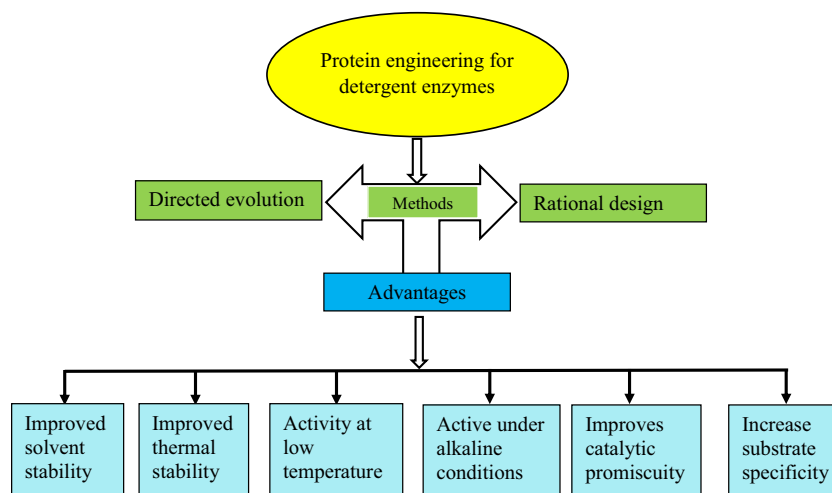 Protein engineering for
detergent enzymes
Directed evolution
Methods
Rational design
Advantages
Improved
solvent
stability
Improved
thermal
stability
Activity at
low
temperature
Active under
alkaline
conditions
Improves
catalytic
promiscuity
Increase
substrate
specificity